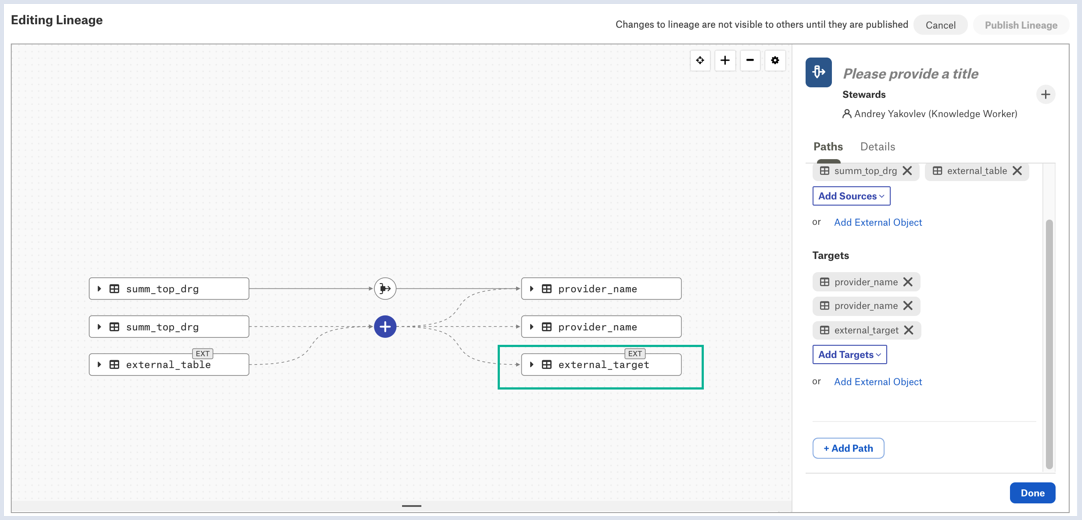 Editing Lineage
Changes to lineage are not visible to others until they are published
Cancel
Publish Lineage
Please provide a title
Stewards
Andrey Yakovlev (Knowledge Worker)
Paths
Details
summ_top_drg
external_table
Add Sources
or
Add External Object
Targets
provider_name
provider_name
external_target
Add Targets
or
Add External Object
+ Add Path
Done
summ_top_drg
provider_name
summ_top_drg
provider_name
EXT
external_table
EXT
external_target